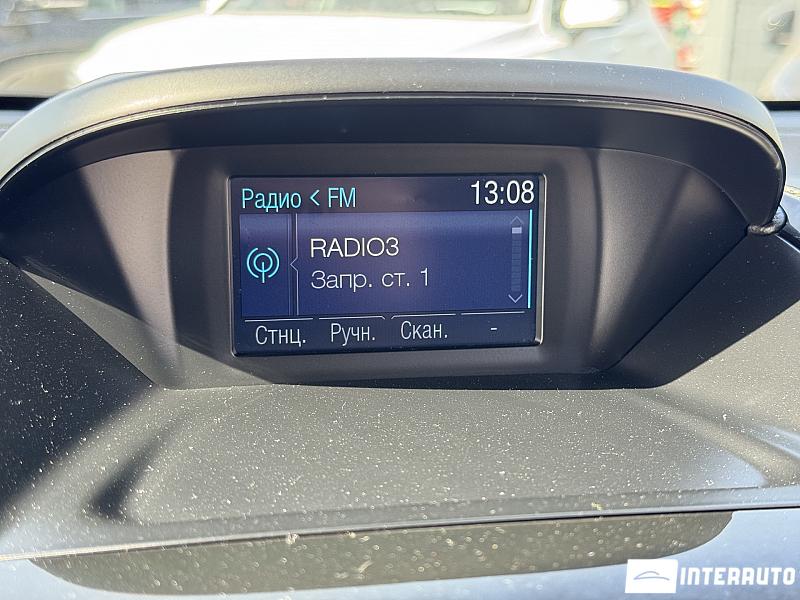 Радио < FM 13:08
RADIO3
Запр. ст. 1
Стнц. Ручн. Скан. -
INTERAUTO